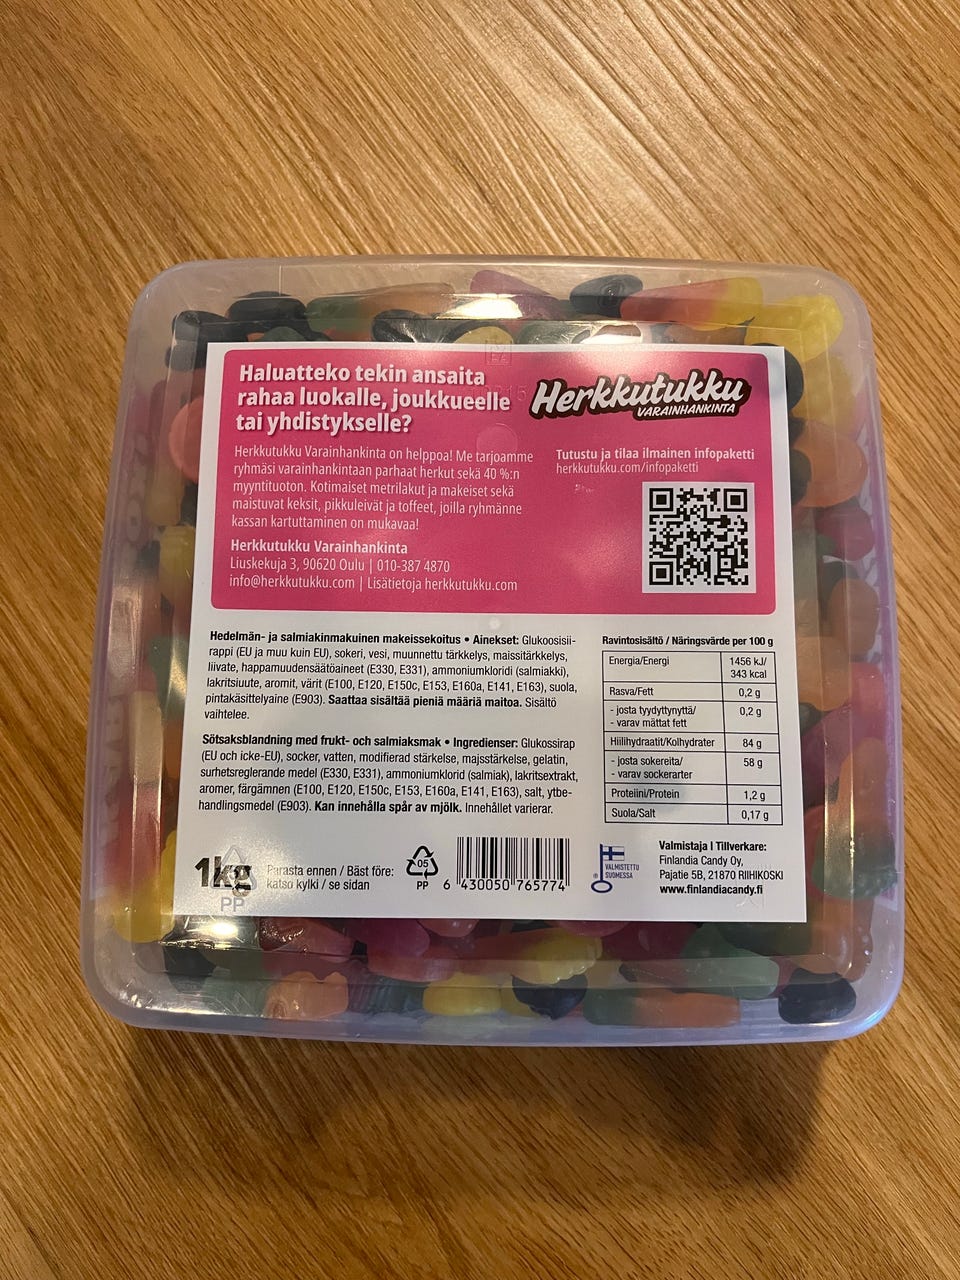 Haluatteko tekin ansaita
rahaa luokalle, joukkueelle
tai yhdistykselle?
Herkkutukku Varainhankinta on helppoa! Me tarjoamme
ryhmäsi varainhankintaan parhaat herkut sekä 40 %:n
myyntituoton. Kotimaiset metrilakut ja makeiset sekä
maistuvat keksit, pikkuleivät ja toffeet, joilla ryhmänne
kassan kartuttaminen on mukavaa!
Herkkutukku Varainhankinta
Liuskekuja 3, 90620 Oulu | 010-387 4870
info@herkkutukku.com | Lisätietoja herkkutukku.com
Herkkutukku
VARAINHANKINTA
Tutustu ja tilaa ilmainen infopaketti
herkkutukku.com/infopaketti
Hedelmän- ja salmiakinmakuinen makeissekoitus • Ainekset: Glukoosisii-
rappi (EU ja muu kuin EU), sokeri, vesi, muunnettu tärkkelys, maissitärkkelys,
liivate, happamuudensäätöaineet (E330, E331), ammoniumkloridi (salmiakki),
lakritsiuute, aromit, värit (E100, E120, E150c, E153, E160a, E141, E163), suola,
pintakäsittelyaine (E903). Saattaa sisältää pieniä määriä maitoa. Sisältö
vaihtelee.
Sötsaksblandning med frukt- och salmiaksmak • Ingredienser: Glukossirap
(EU och icke-EU), socker, vatten, modifierad stärkelse, majsstärkelse, gelatin,
surhetsreglerande medel (E330, E331), ammoniumklorid (salmiak), lakritsextrakt,
aromer, färgämnen (E100, E120, E150c, E153, E160a, E141, E163), salt, ytbe-
handlingsmedel (E903). Kan innehålla spår av mjölk. Innehållet varierar.
Ravintosisältö / Näringsvärde per 100 g
Energia/Energi 1456 kJ/
343 kcal
Rasva/Fett 0,2 g
- josta tyydyttynyttä/ 0,2 g
- varav mättat fett
Hiilihydraatit/Kolhydrater 84 g
- josta sokereita/ 58 g
- varav sockerarter
Proteiini/Protein 1,2 g
Suola/Salt 0,17 g
1kg
PP
Parasta ennen / Bäst före:
katso kylki / se sidan
05
PP
6 430050 765774
VALMISTETTU
SUOMESSA
Valmistaja | Tillverkare:
Finlandia Candy Oy,
Pajatie 5B, 21870 RIIHIKOSKI
www.finlandiacandy.fi